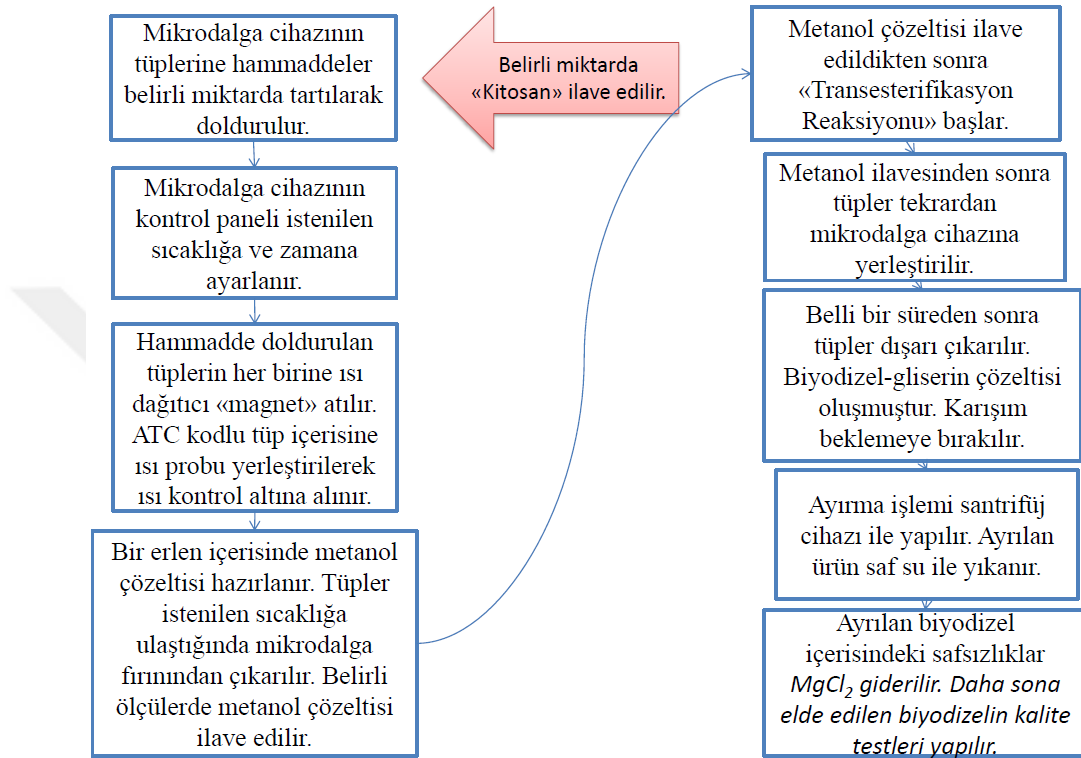 Mikrodalga cihazının
tüplerine hammaddeler
belirli miktarda tartılarak
doldurulur.
Belirli miktarda
«Kitosan» ilave edilir.
Mikrodalga cihazının
kontrol paneli istenilen
sıcaklığa ve zamana
ayarlanır.
Hammadde doldurulan
tüplerin her birine ısı
dağıtıcı «magnet» atılır.
ATC kodlu tüp içerisine
ısı probu yerleştirilerek
ısı kontrol altına alınır.
Bir erlen içerisinde metanol
çözeltisi hazırlanır. Tüpler
istenilen sıcaklığa
ulaştığında mikrodalga
fırınından çıkarılır. Belirli
ölçülerde metanol çözeltisi
ilave edilir.
Metanol çözeltisi ilave
edildikten sonra
«Transesterifikasyon
Reaksiyonu» başlar.
Metanol ilavesinden sonra
tüpler tekrardan
mikrodalga cihazına
yerleştirilir.
Belli bir süreden sonra
tüpler dışarı çıkarılır.
Biyodizel-gliserin çözeltisi
oluşmuştur. Karışım
beklemeye bırakılır.
Ayırma işlemi santrifüj
cihazı ile yapılır. Ayrılan
ürün saf su ile yıkanır.
Ayrılan biyodizel
içerisindeki safsızlıklar
MgCl₂ giderilir. Daha sona
elde edilen biyodizelin kalite
testleri yapılır.